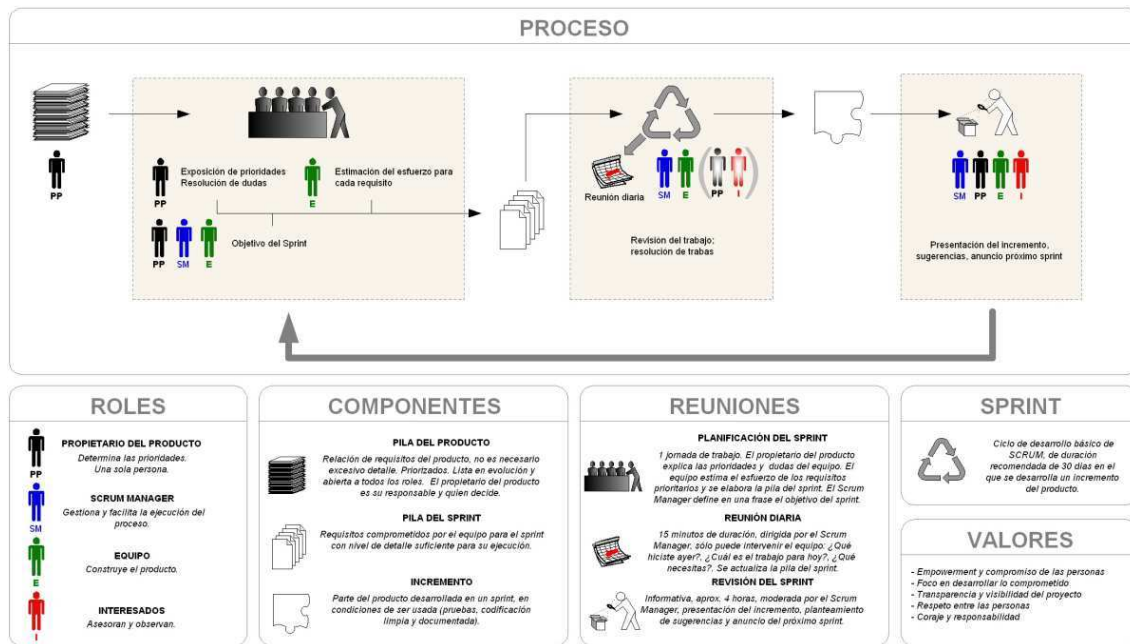 PROCESO
PP
PP
Exposición de prioridades
Resolución de dudas
E
Estimación del esfuerzo para
cada requisito
PP
SM
E
Objetivo del Sprint
Reunión diaria
SM
E
PP
I
Revisión del trabajo;
resolución de trabas
SM
PP
E
I
Presentación del incremento,
sugerencias, anuncio próximo sprint
ROLES
PROPIETARIO DEL PRODUCTO
Determina las prioridades.
Una sola persona.
PP
SCRUM MANAGER
Gestiona y facilita la ejecución del
proceso.
SM
EQUIPO
Construye el producto.
E
INTERESADOS
Asesoran y observan.
I
COMPONENTES
PILA DEL PRODUCTO
Relación de requisitos del producto, no es necesario
excesivo detalle. Priorizados. Lista en evolución y
abierta a todos los roles. El propietario del producto
es su responsable y quien decide.
PILA DEL SPRINT
Requisitos comprometidos por el equipo para el sprint
con nivel de detalle suficiente para su ejecución.
INCREMENTO
Parte del producto desarrollada en un sprint, en
condiciones de ser usada (pruebas, codificación
limpia y documentada).
REUNIONES
PLANIFICACIÓN DEL SPRINT
1 jornada de trabajo. El propietario del producto
explica las prioridades y dudas del equipo. El
equipo estima el esfuerzo de los requisitos
prioritarios y se elabora la pila del sprint. El Scrum
Manager define en una frase el objetivo del sprint.
REUNIÓN DIARIA
15 minutos de duración, dirigida por el Scrum
Manager, sólo puede intervenir el equipo: ¿Qué
hiciste ayer?, ¿Cuál es el trabajo para hoy?, ¿Qué
necesitas?. Se actualiza la pila del sprint.
REVISIÓN DEL SPRINT
Informativa, aprox. 4 horas, moderada por el Scrum
Manager, presentación del incremento, planteamiento
de sugerencias y anuncio del próximo sprint.
SPRINT
Ciclo de desarrollo básico de
SCRUM, de duración
recomendada de 30 días en el
que se desarrolla un incremento
del producto.
VALORES
- Empowerment y compromiso de las personas
- Foco en desarrollar lo comprometido
- Transparencia y visibilidad del proyecto
- Respeto entre las personas
- Coraje y responsabilidad